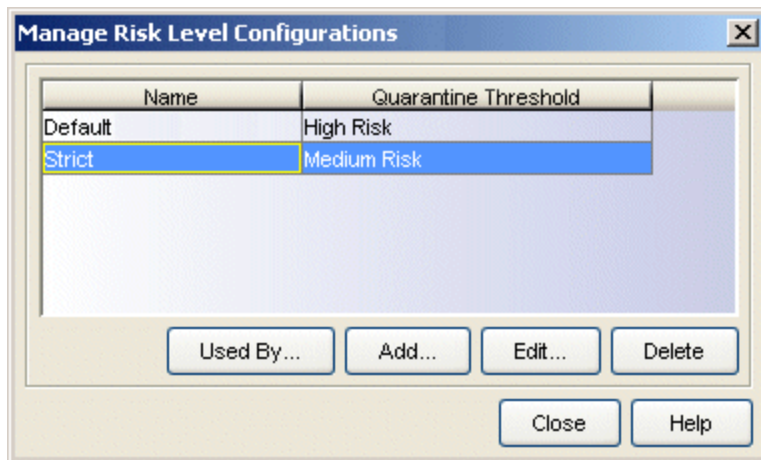 Manage Risk Level Configurations
Name Quarantine Threshold
Default High Risk
Strict Medium Risk
Used By... Add... Edit... Delete
Close Help